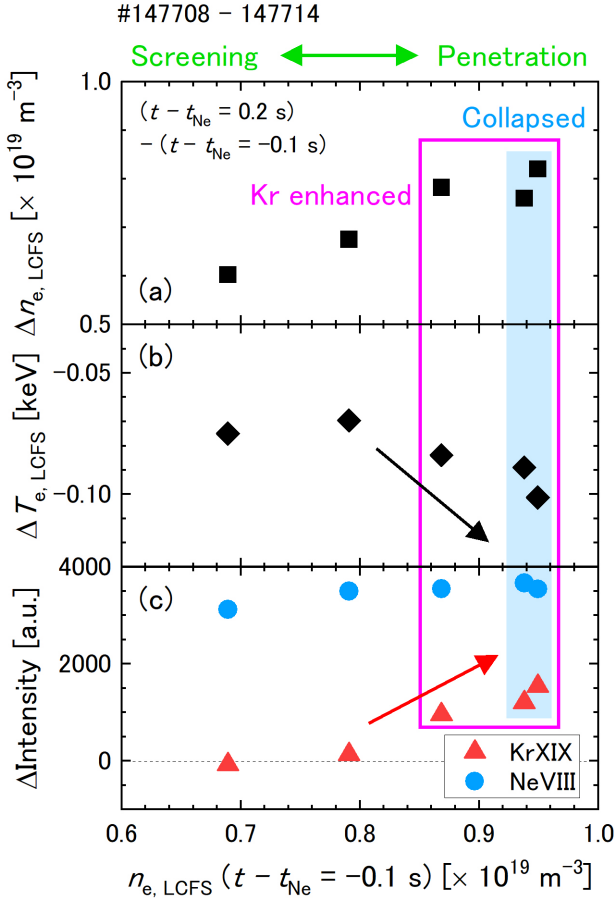 #147708 − 147714
Screening Penetration
1.0
(t − tNe = 0.2 s)
− (t − tNe = −0.1 s)
Collapsed
Kr enhanced
(a)
0.5
Δne, LCFS [× 10^19 m^−3]
(b)
−0.05
−0.10
ΔTe, LCFS [keV]
4000
(c)
2000
0
ΔIntensity [a.u.]
KrXIX
NeVIII
0.6 0.7 0.8 0.9 1.0
ne, LCFS (t − tNe = −0.1 s) [× 10^19 m^−3]